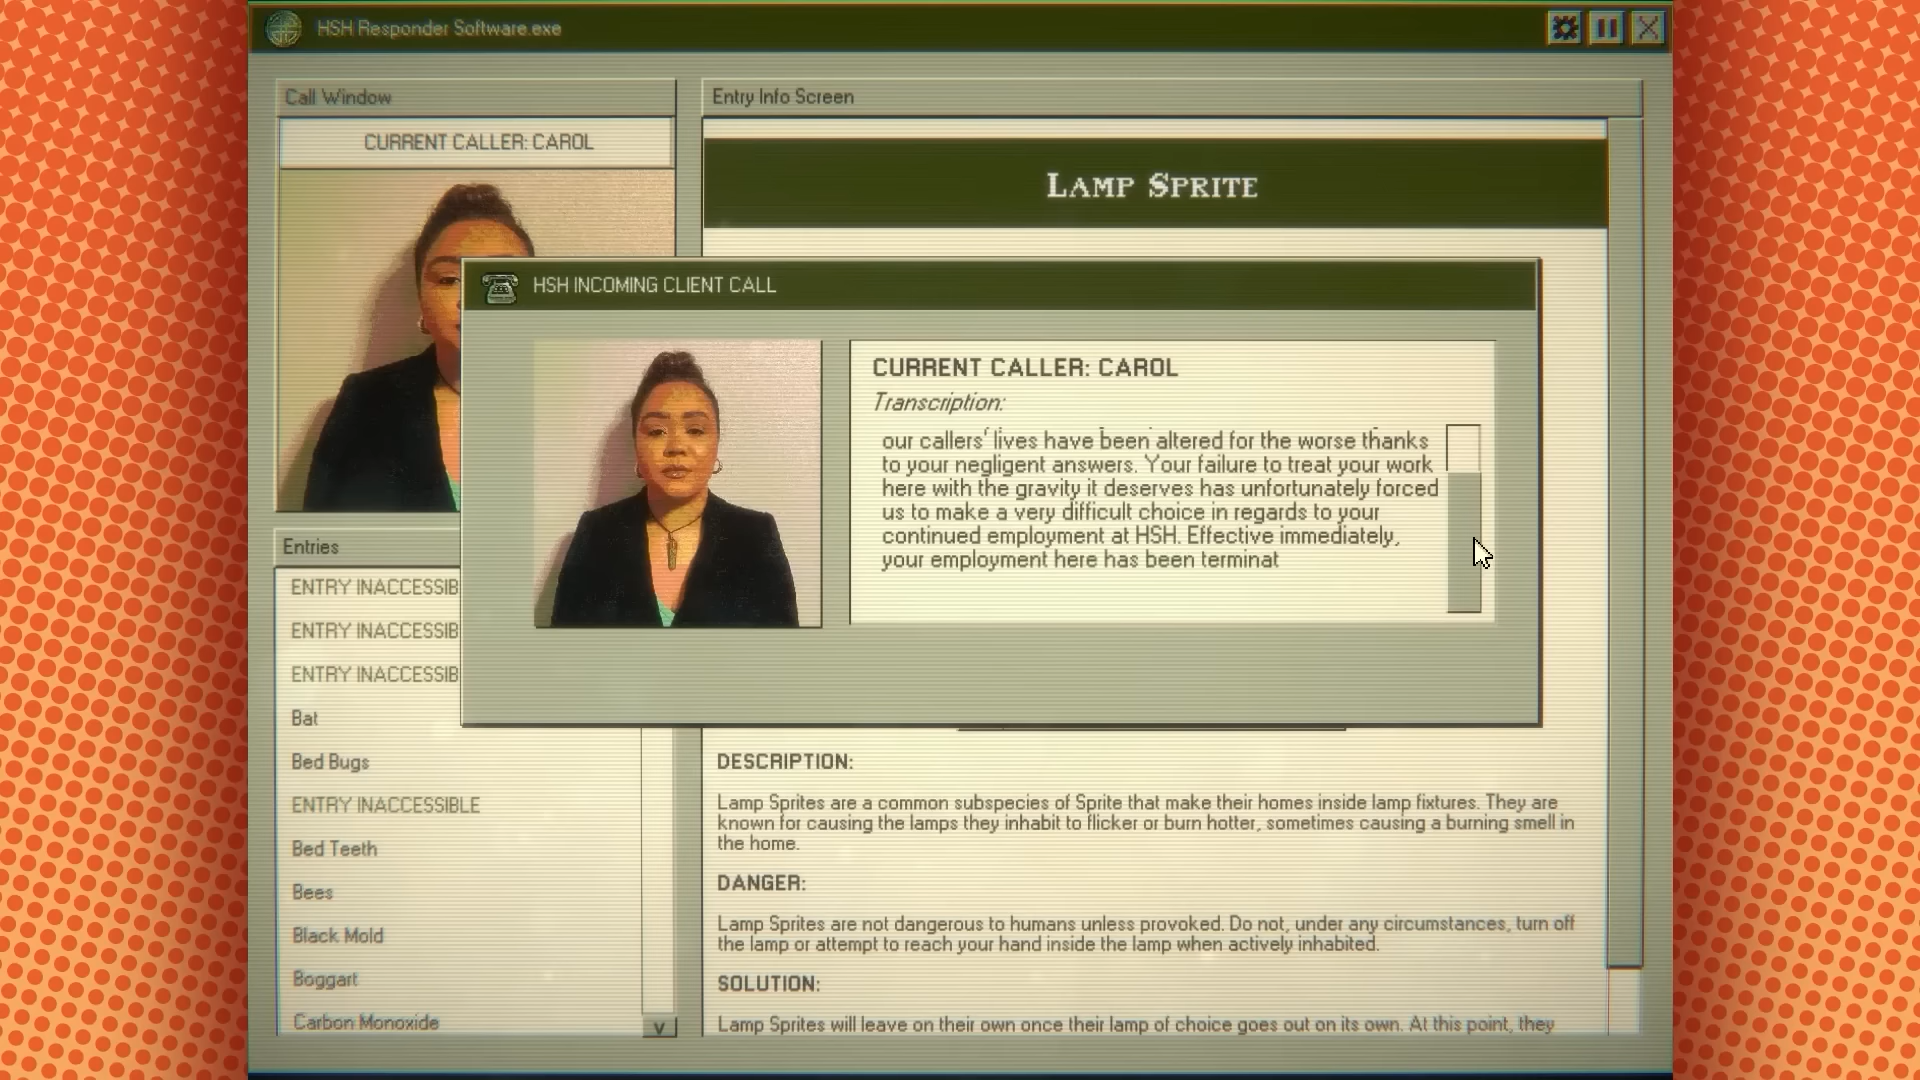 HSH Responder Software.exe
Call Window
CURRENT CALLER: CAROL
Entries
ENTRY INACCESSIB
ENTRY INACCESSIB
ENTRY INACCESSIB
Bat
Bed Bugs
ENTRY INACCESSIBLE
Bed Teeth
Bees
Black Mold
Boggart
Carbon Monoxide
v
Entry Info Screen
LAMP SPRITE
HSH INCOMING CLIENT CALL
CURRENT CALLER: CAROL
Transcription:
our callers' lives have been altered for the worse thanks
to your negligent answers. Your failure to treat your work
here with the gravity it deserves has unfortunately forced
us to make a very difficult choice in regards to your
continued employment at HSH. Effective immediately,
your employment here has been terminat
DESCRIPTION:
Lamp Sprites are a common subspecies of Sprite that make their homes inside lamp fixtures. They are
known for causing the lamps they inhabit to flicker or burn hotter, sometimes causing a burning smell in
the home.
DANGER:
Lamp Sprites are not dangerous to humans unless provoked. Do not, under any circumstances, turn off
the lamp or attempt to reach your hand inside the lamp when actively inhabited.
SOLUTION:
Lamp Sprites will leave on their own once their lamp of choice goes out on its own. At this point, they